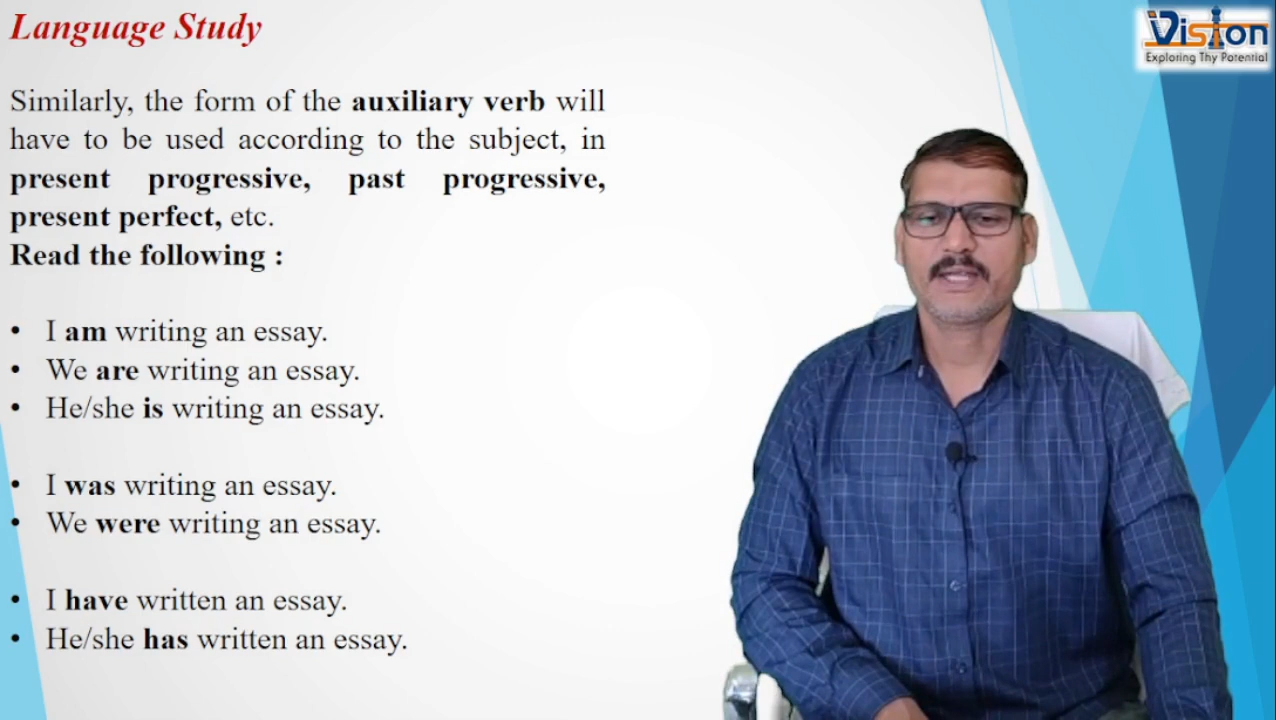 Language Study
Vision
Exploring Thy Potential
Similarly, the form of the auxiliary verb will
have to be used according to the subject, in
present progressive, past progressive,
present perfect, etc.
Read the following :
• I am writing an essay.
• We are writing an essay.
• He/she is writing an essay.
• I was writing an essay.
• We were writing an essay.
• I have written an essay.
• He/she has written an essay.